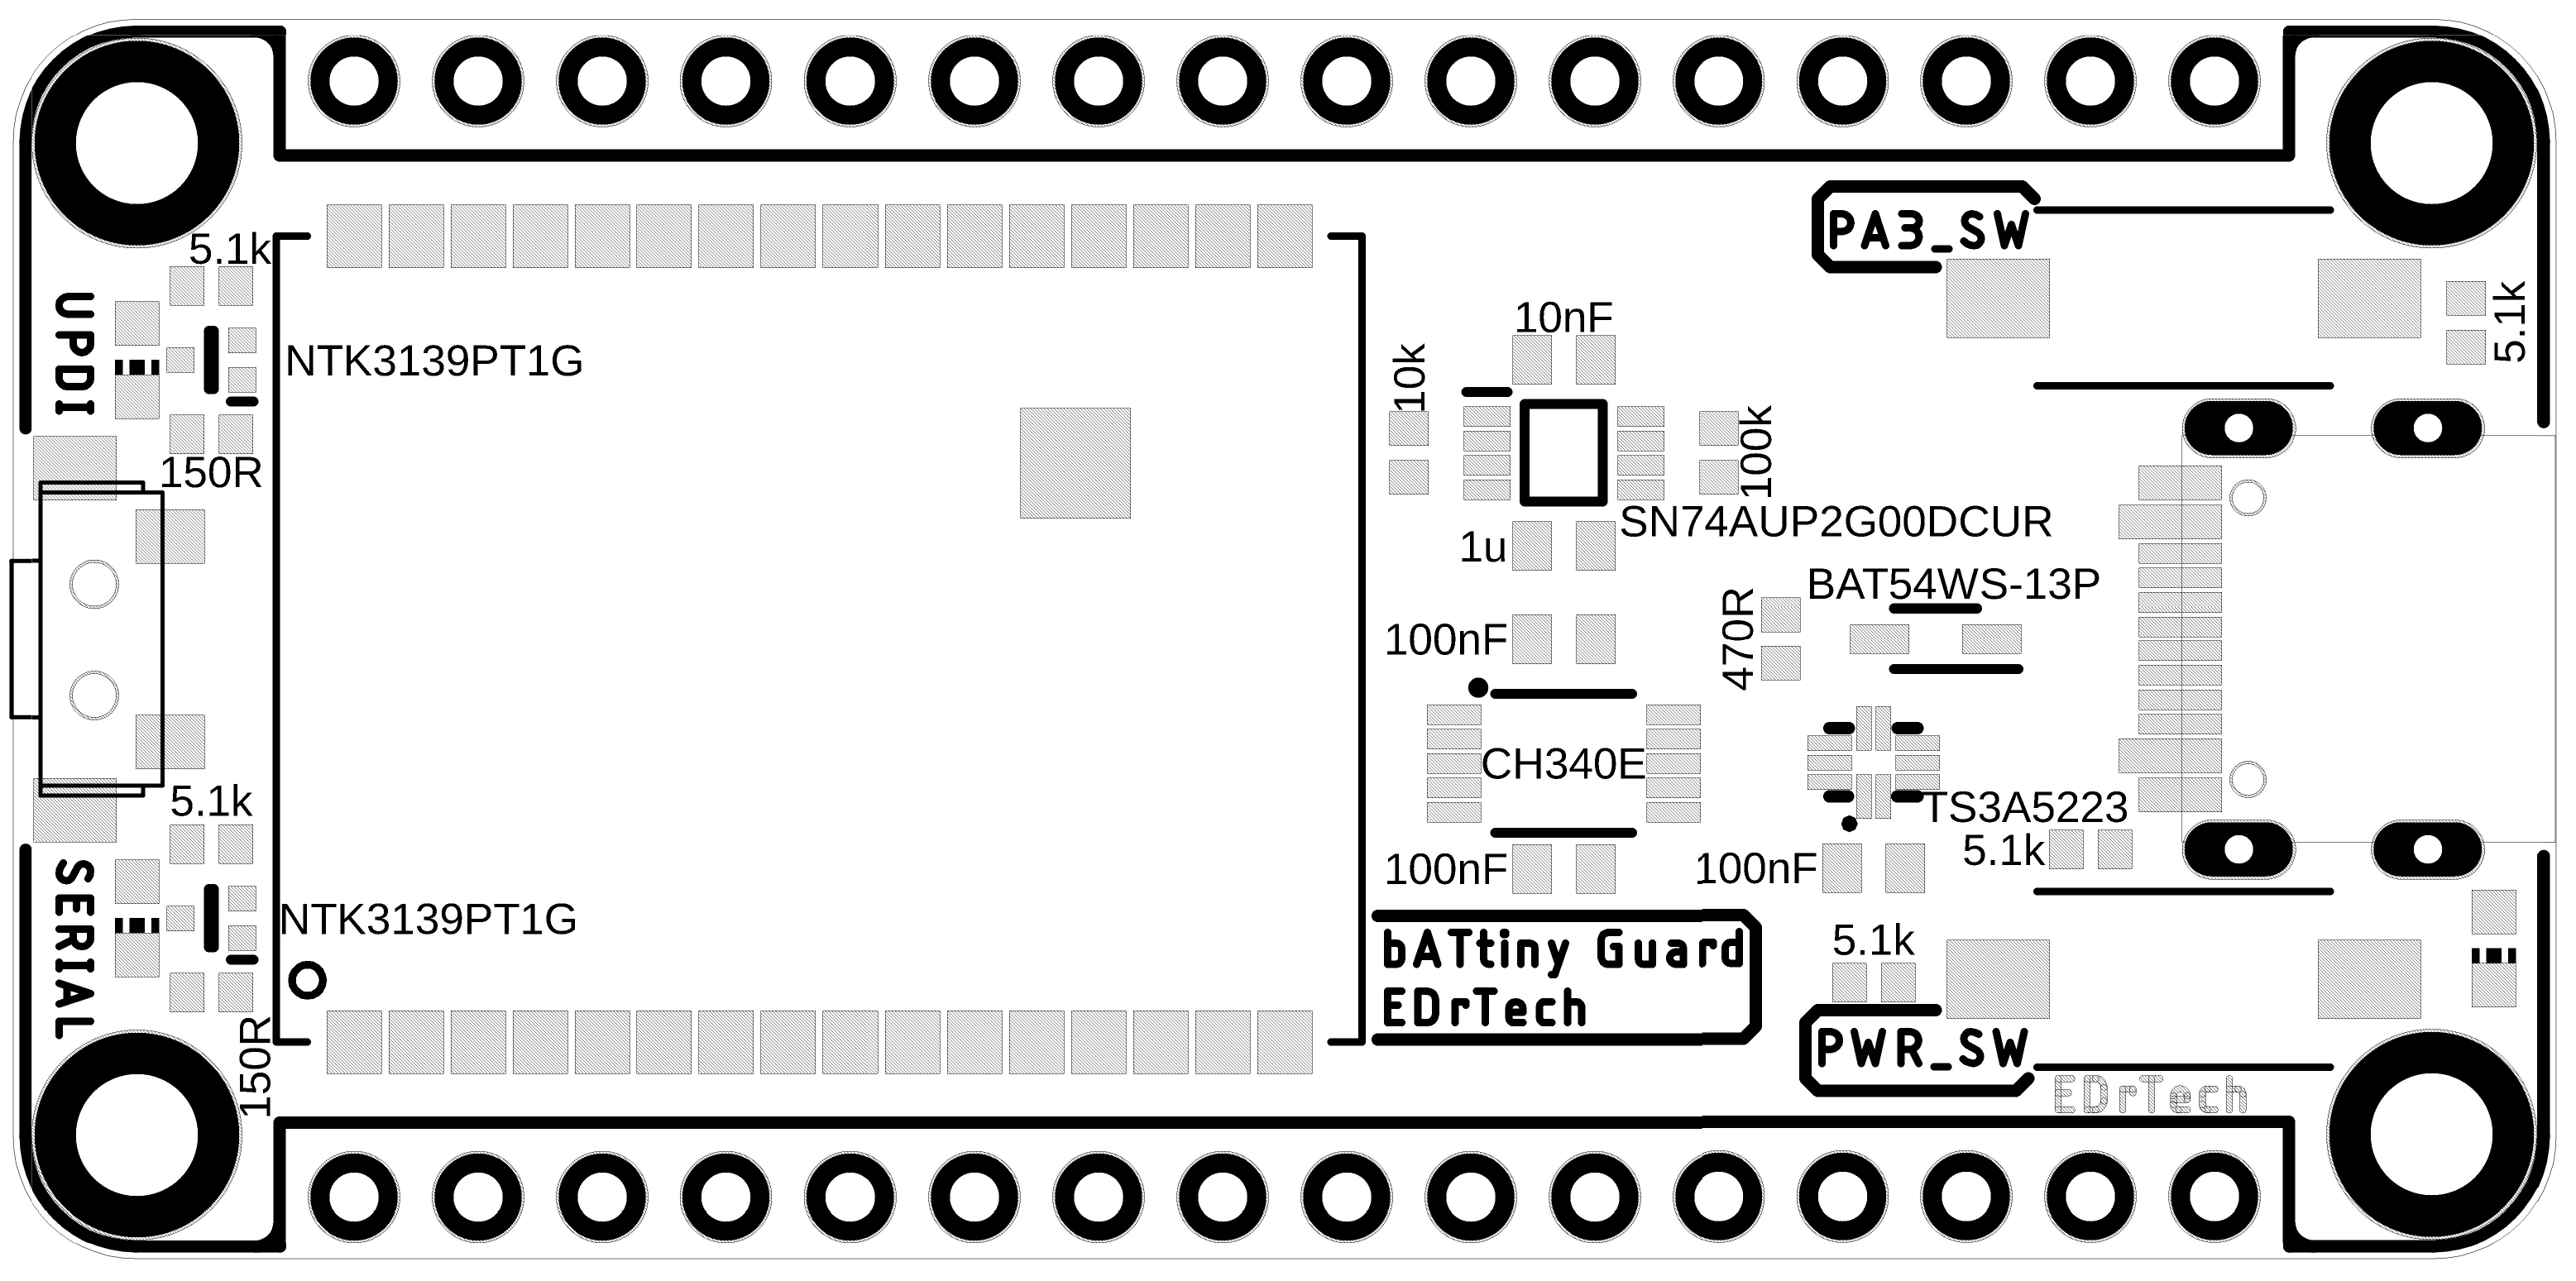 PA3_SW
5.1k
UPDI
NTK3139PT1G
150R
10nF
10k
100k
5.1k
SN74AUP2G00DCUR
1u
BAT54WS-13P
470R
100nF
CH340E
TS3A5223
5.1k
100nF
100nF
5.1k
SERIAL
NTK3139PT1G
150R
bATtiny Guard
EDrTech
5.1k
PWR_SW
EDrTech